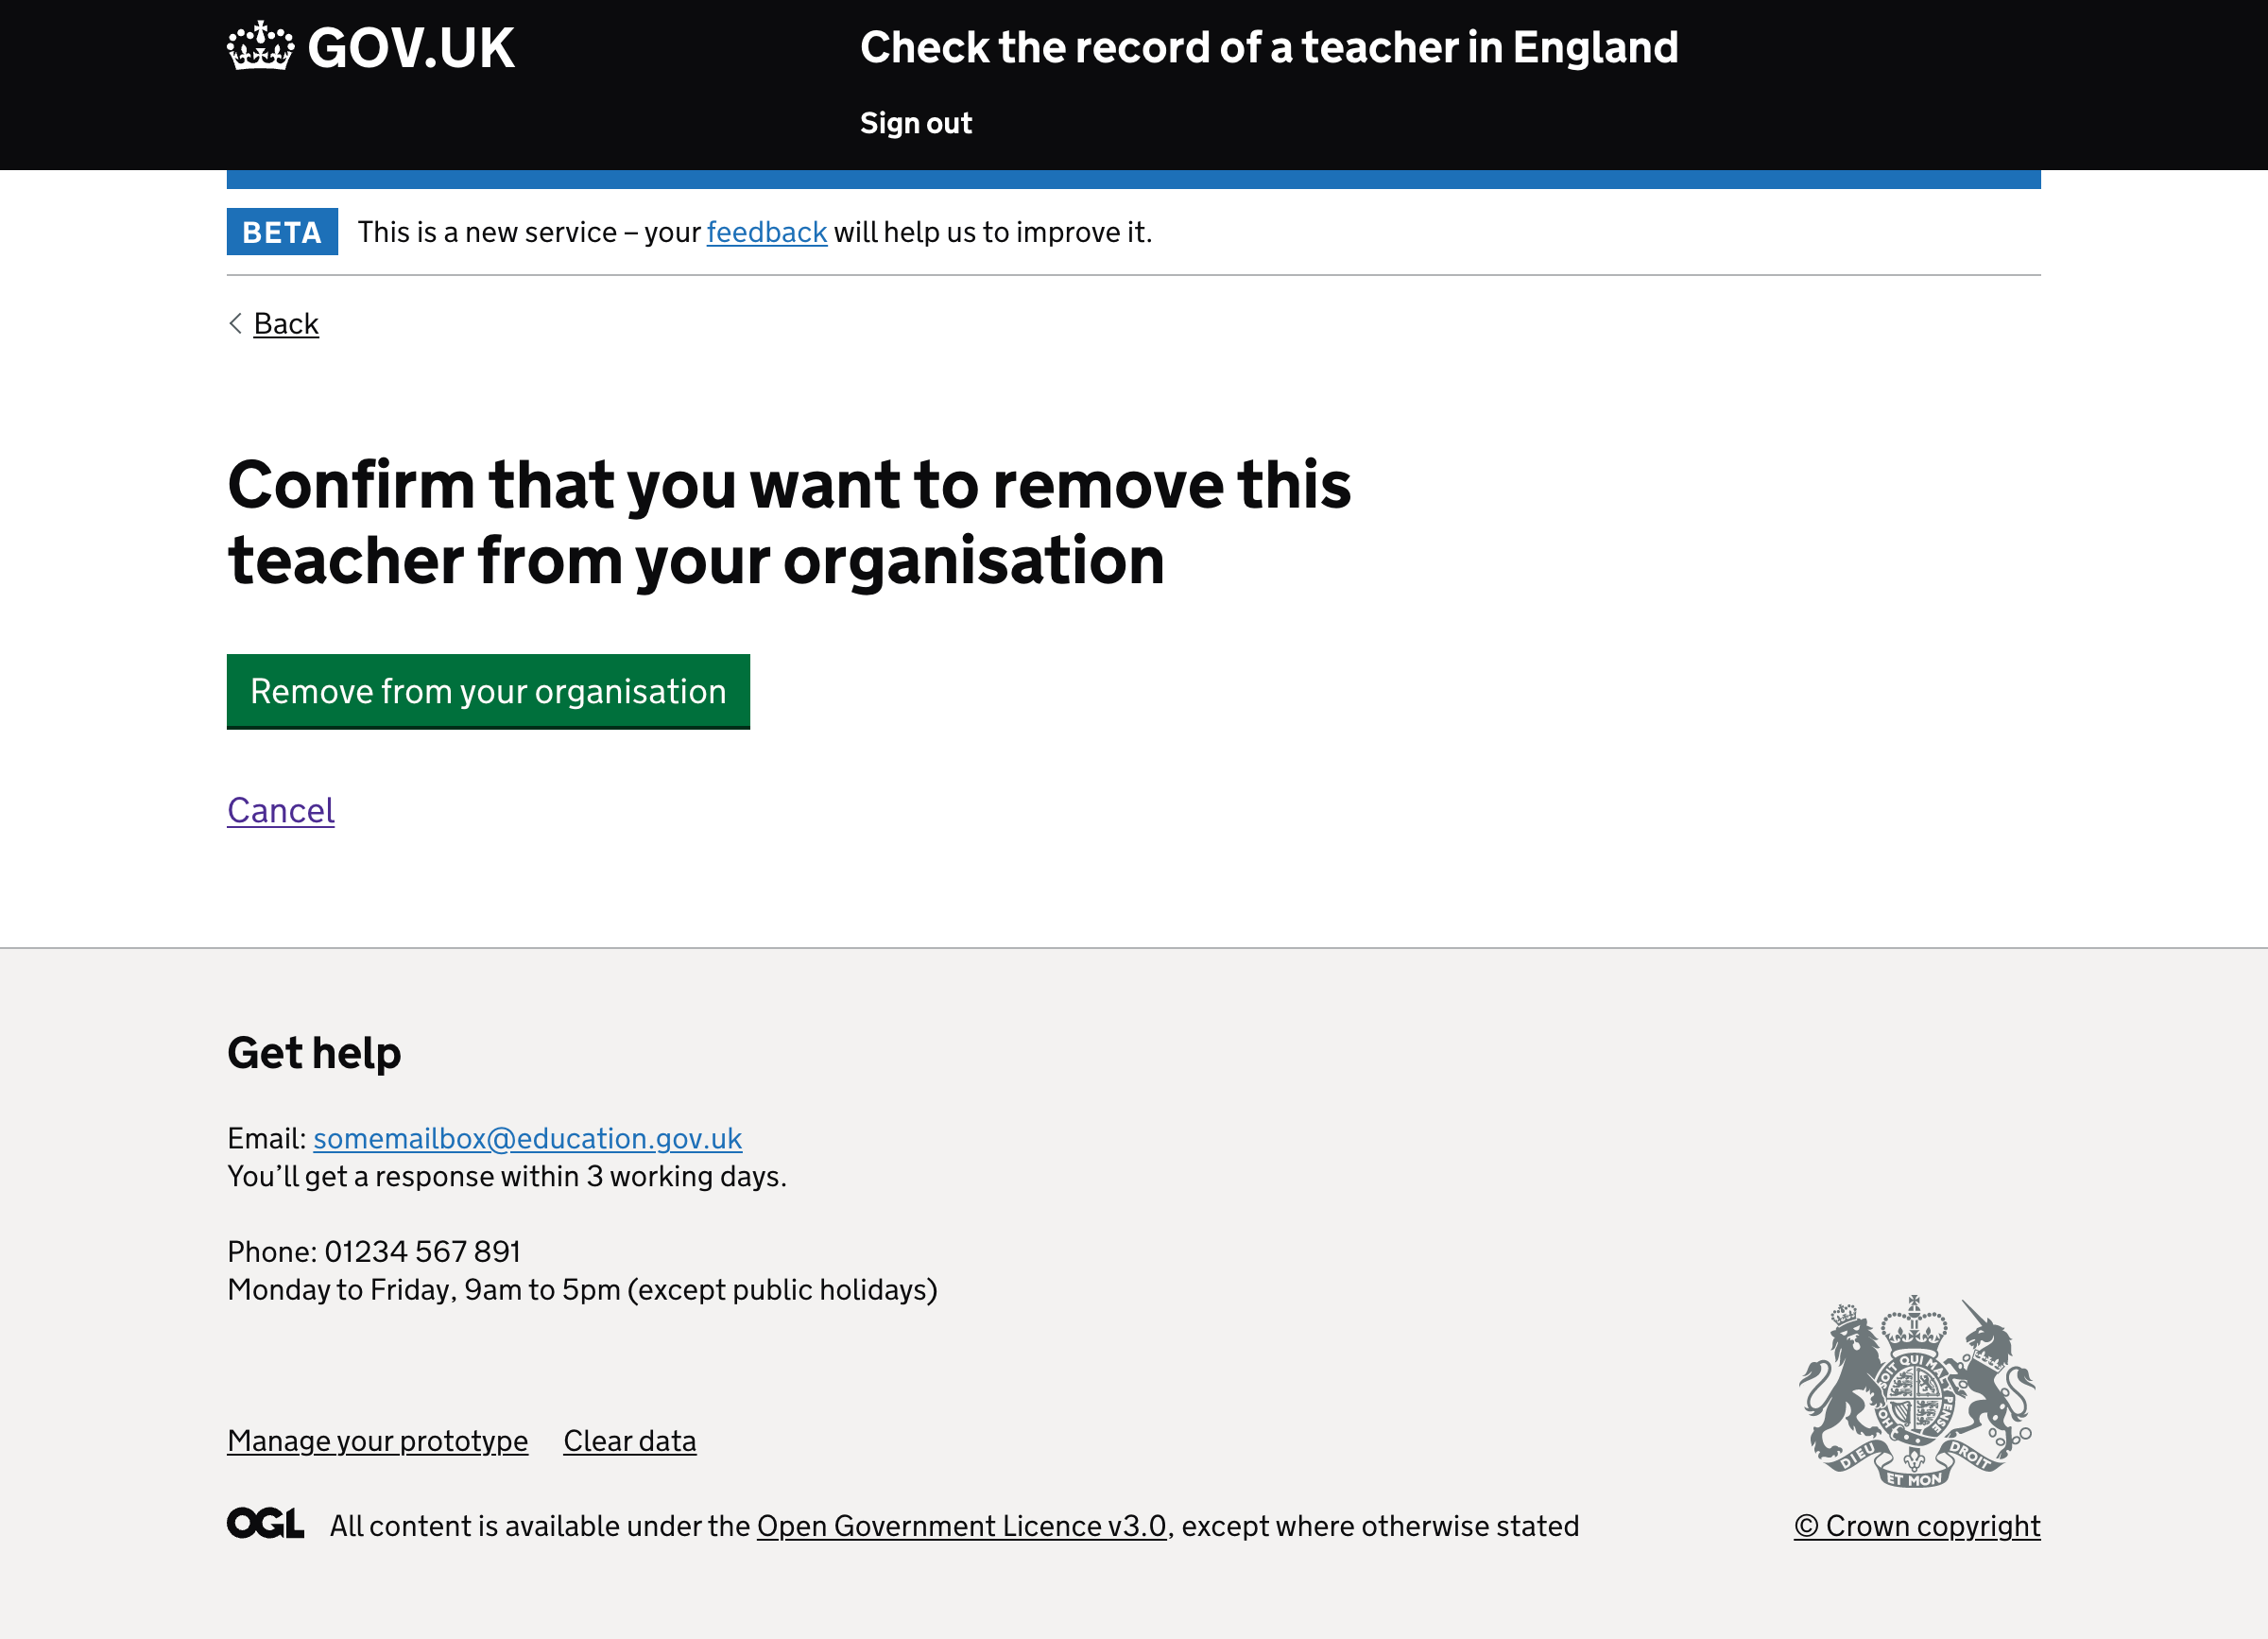 GOV.UK
Check the record of a teacher in England
Sign out
BETA
This is a new service – your feedback will help us to improve it.
Back
Confirm that you want to remove this
teacher from your organisation
Remove from your organisation
Cancel
Get help
Email: somemailbox@education.gov.uk
You’ll get a response within 3 working days.
Phone: 01234 567 891
Monday to Friday, 9am to 5pm (except public holidays)
Manage your prototype
Clear data
SOIT QUI MAL Y PENSE
DIEU ET MON DROIT
OGL
All content is available under the Open Government Licence v3.0, except where otherwise stated
© Crown copyright